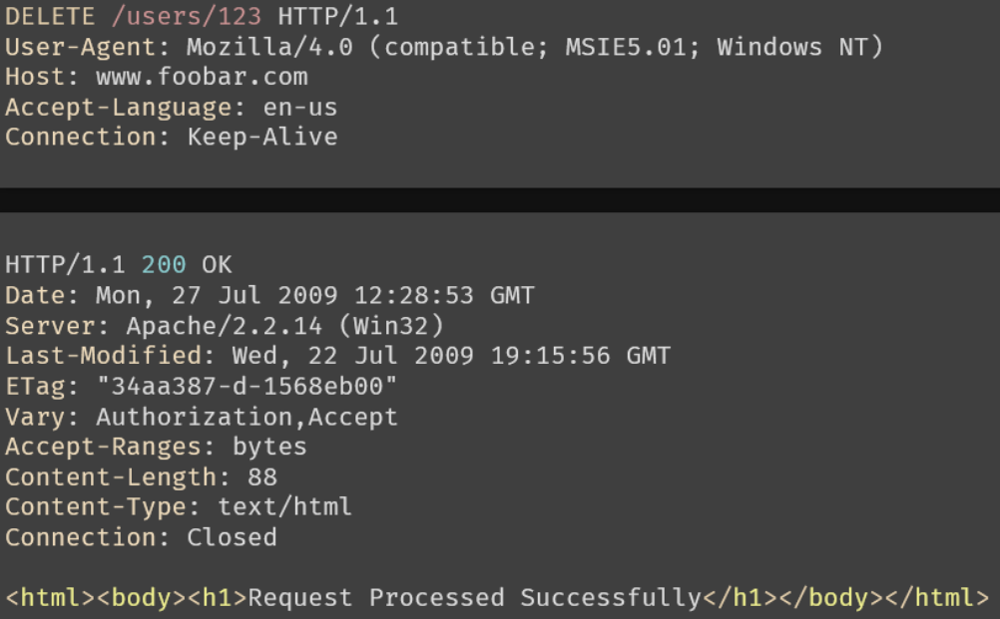 DELETE /users/123 HTTP/1.1
User-Agent: Mozilla/4.0 (compatible; MSIE5.01; Windows NT)
Host: www.foobar.com
Accept-Language: en-us
Connection: Keep-Alive
HTTP/1.1 200 OK
Date: Mon, 27 Jul 2009 12:28:53 GMT
Server: Apache/2.2.14 (Win32)
Last-Modified: Wed, 22 Jul 2009 19:15:56 GMT
ETag: "34aa387-d-1568eb00"
Vary: Authorization,Accept
Accept-Ranges: bytes
Content-Length: 88
Content-Type: text/html
Connection: Closed
<html><body><h1>Request Processed Successfully</h1></body></html>